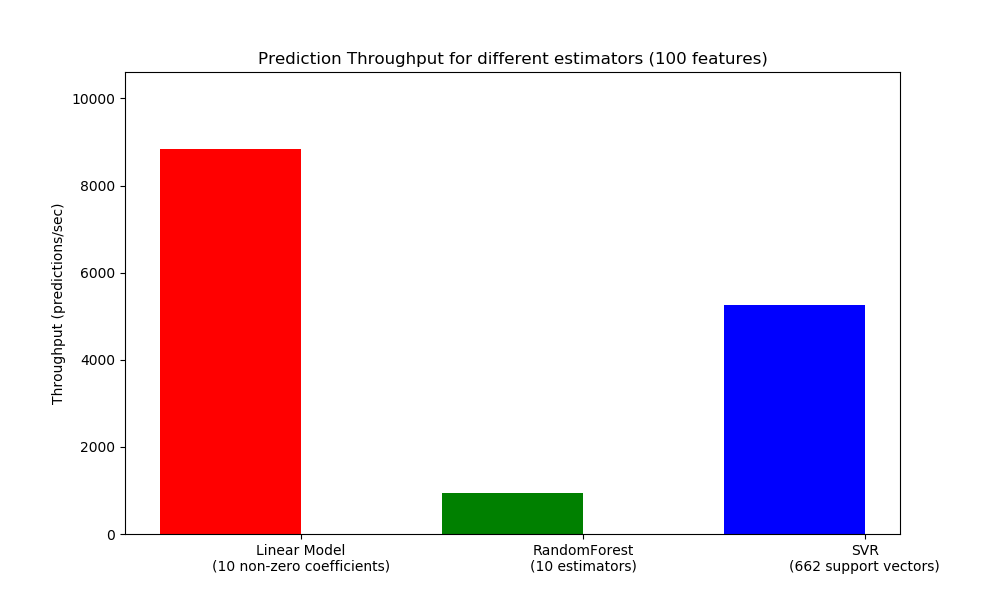 Prediction Throughput for different estimators (100 features)
Throughput (predictions/sec)
10000
8000
6000
4000
2000
0
Linear Model
(10 non-zero coefficients)
RandomForest
(10 estimators)
SVR
(662 support vectors)